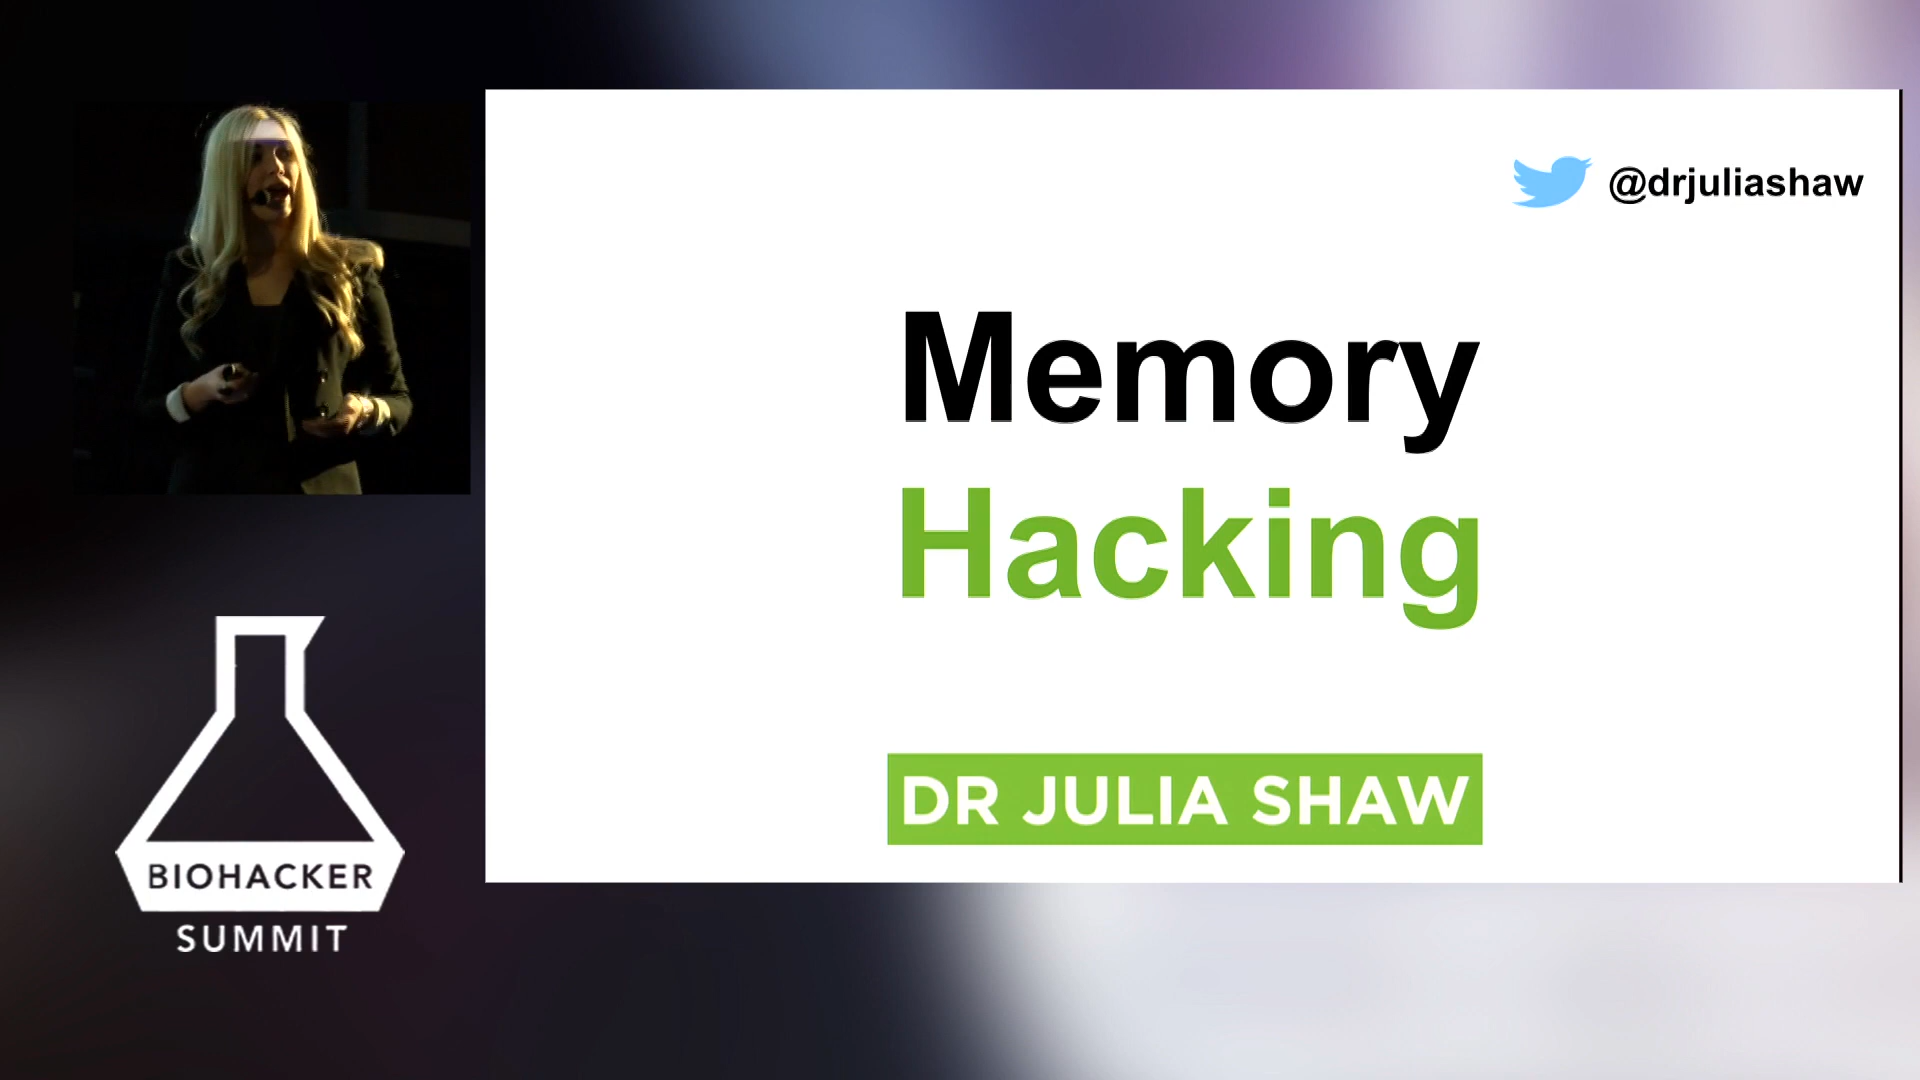 @drjuliashaw
Memory
Hacking
DR JULIA SHAW
BIOHACKER
SUMMIT